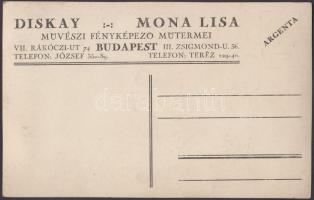 DISKAY :-: MONA LISA
MŰVÉSZI FÉNYKÉPEZŐ MŰTERMEI
VII. RÁKÓCZI-UT 74 BUDAPEST III. ZSIGMOND-U. 56.
TELEFON: JÓZSEF TELEFON: TERÉZ
ARGENTA
Darabanth